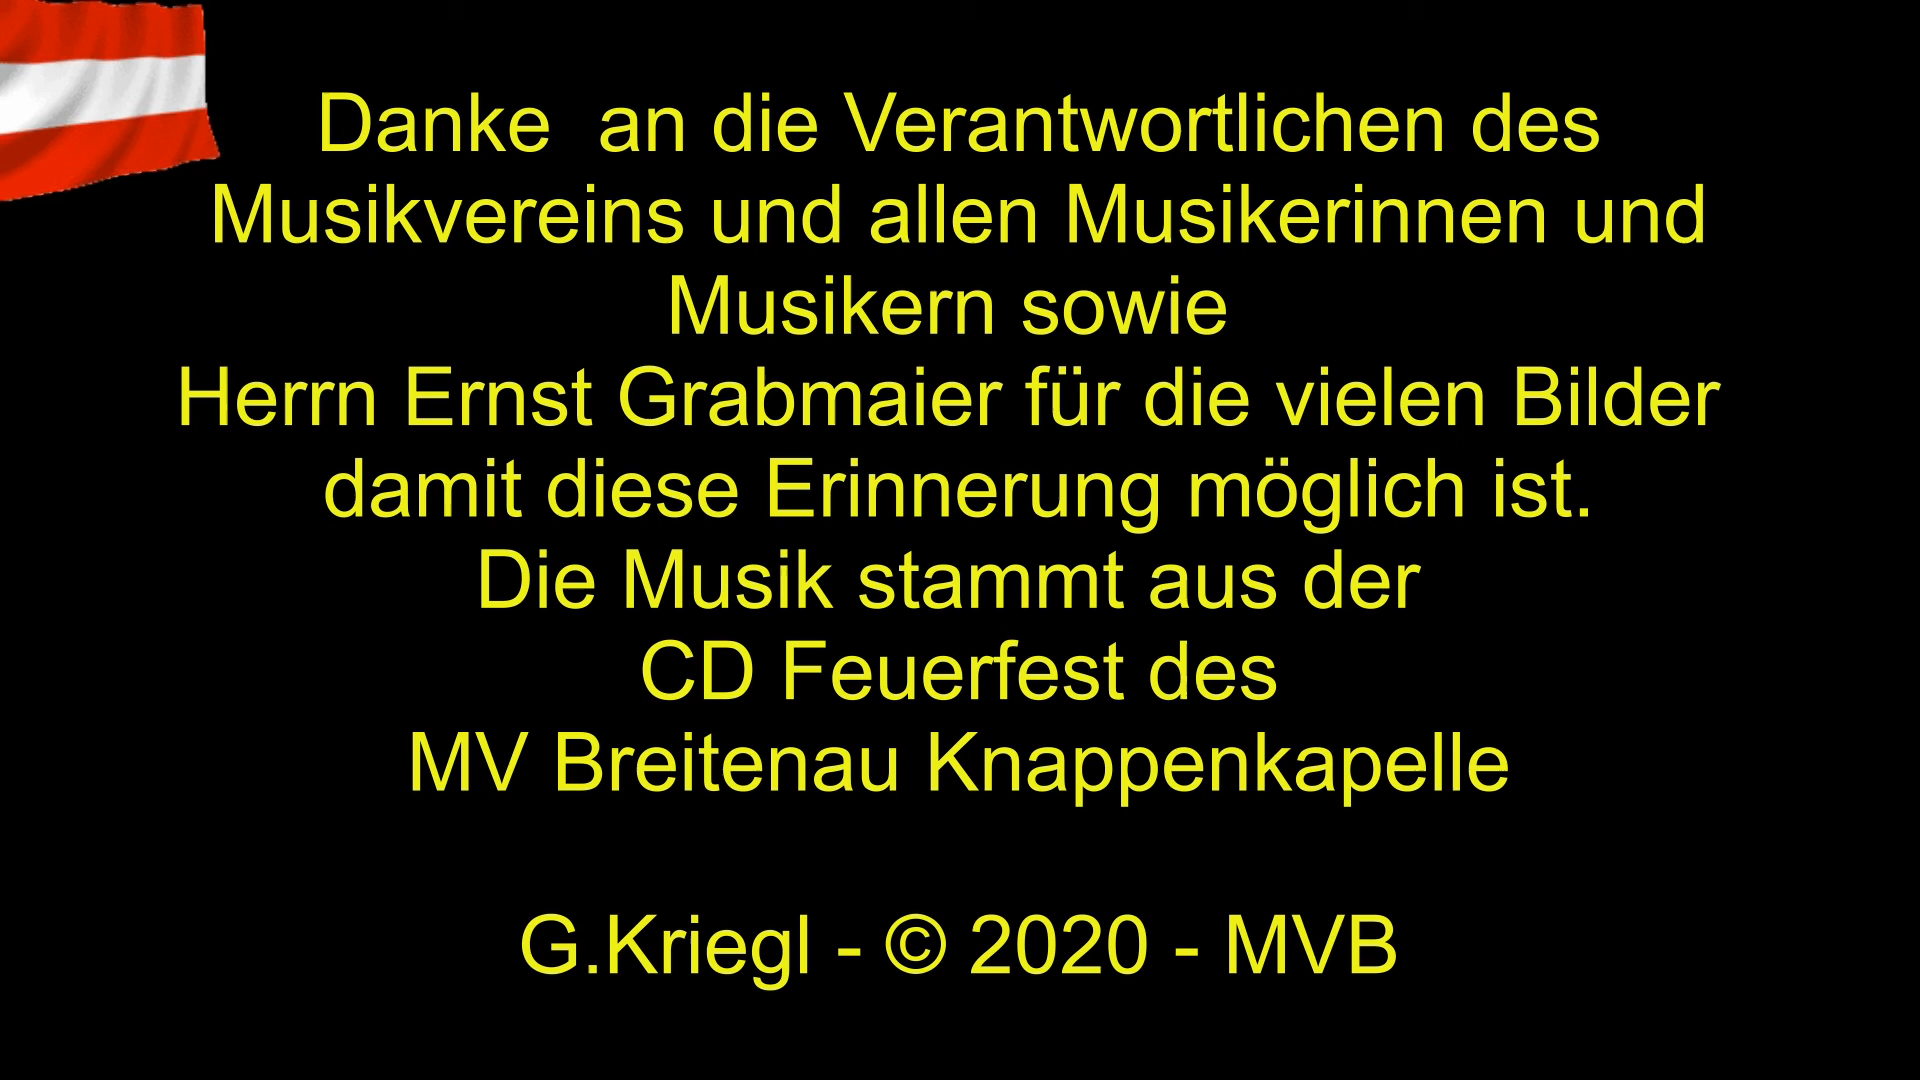 Danke  an die Verantwortlichen des
Musikvereins und allen Musikerinnen und
Musikern sowie
Herrn Ernst Grabmaier für die vielen Bilder
damit diese Erinnerung möglich ist.
Die Musik stammt aus der
CD Feuerfest des
MV Breitenau Knappenkapelle
G.Kriegl - © 2020 - MVB